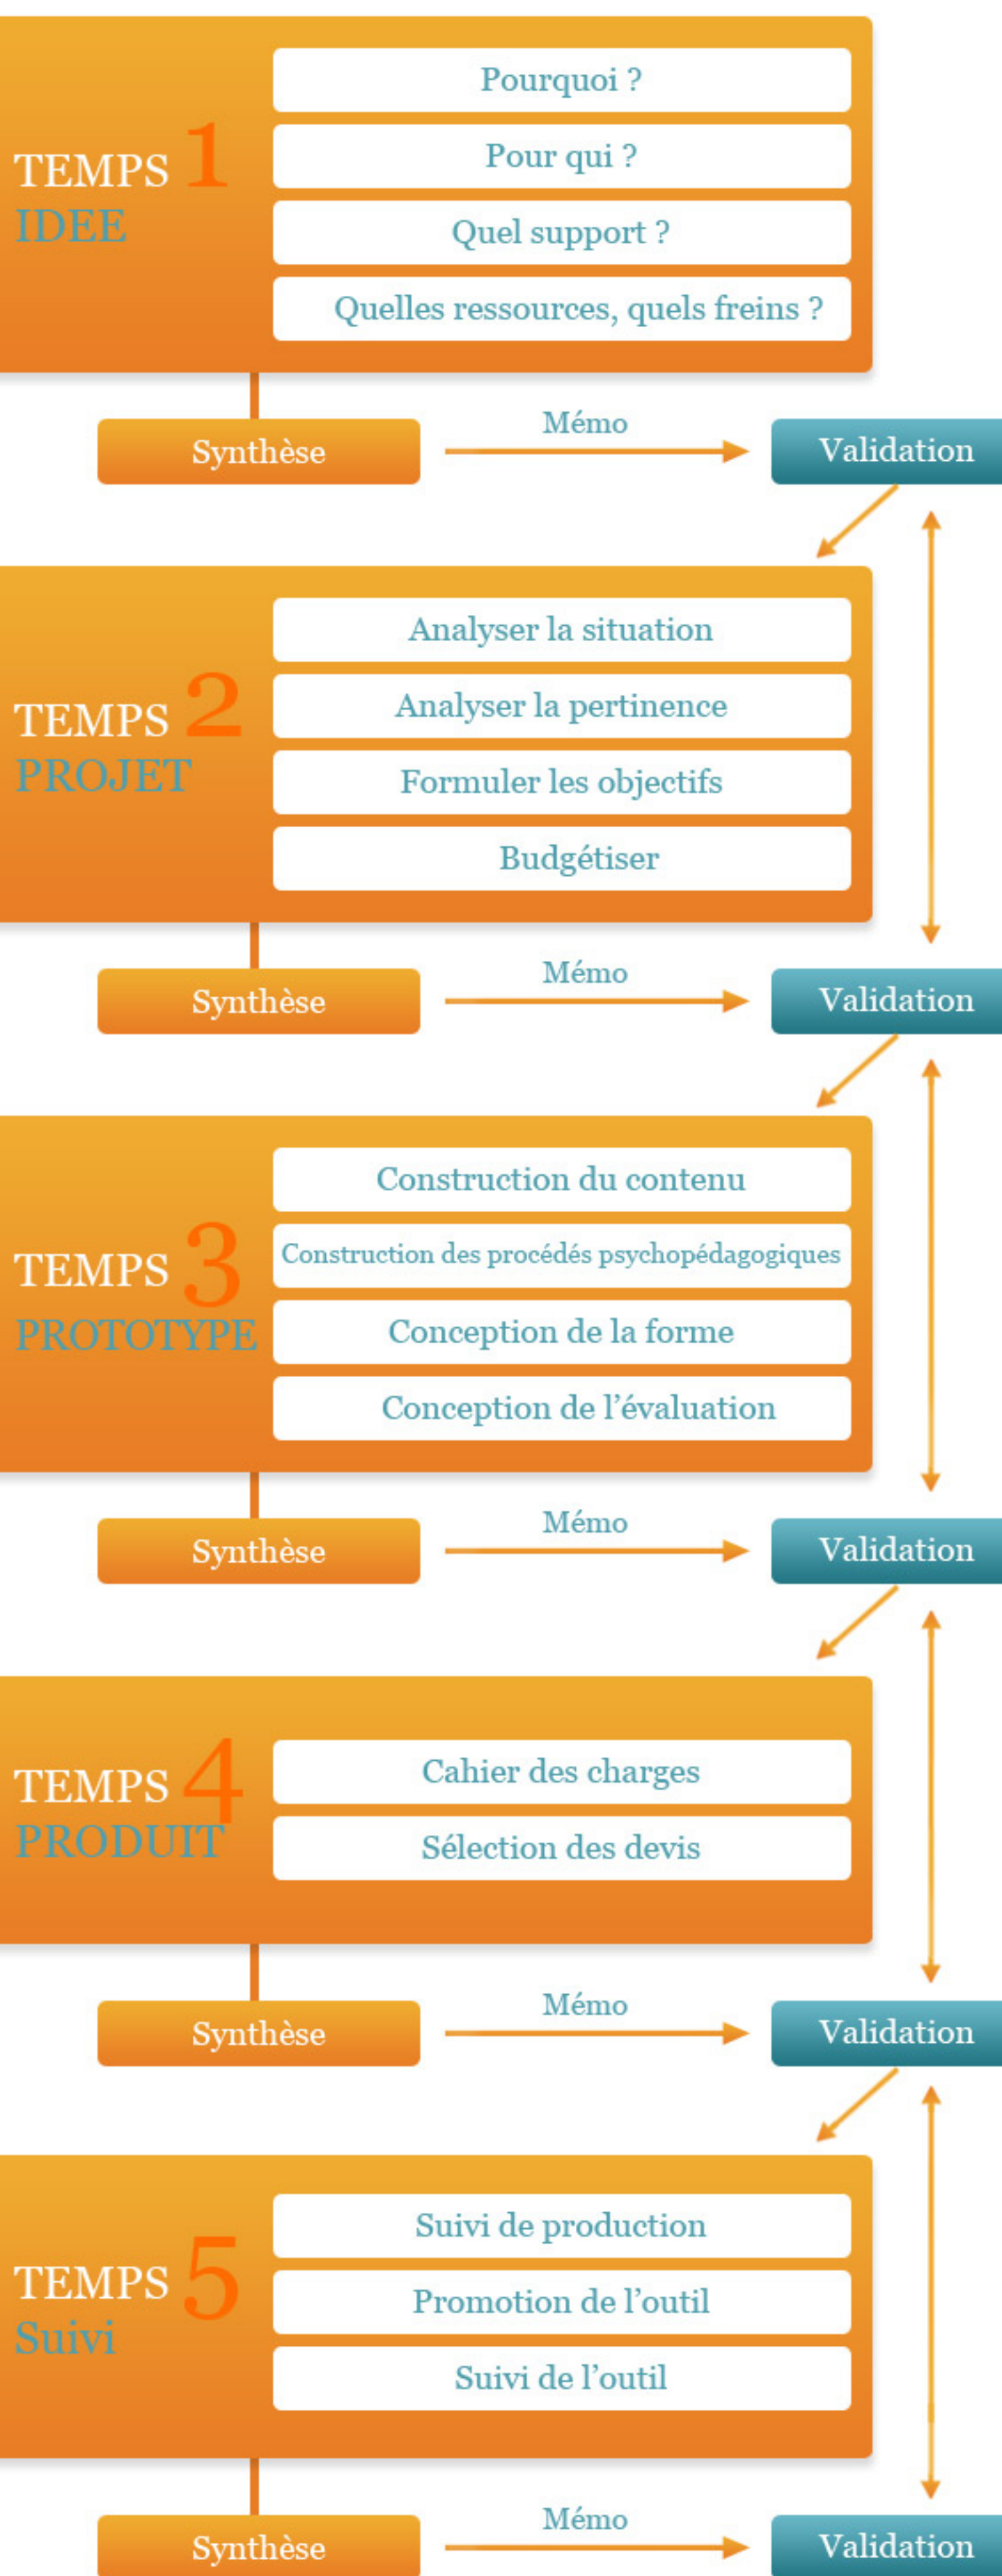 Pourquoi ?
Pour qui ?
TEMPS 1
IDEE
Quel support ?
Quelles ressources, quels freins ?
Synthèse
Mémo
Validation
Analyser la situation
Analyser la pertinence
TEMPS 2
PROJET
Formuler les objectifs
Budgétiser
Synthèse
Mémo
Validation
Construction du contenu
Construction des procédés psychopédagogiques
TEMPS 3
PROTOTYPE
Conception de la forme
Conception de l’évaluation
Synthèse
Mémo
Validation
Cahier des charges
TEMPS 4
PRODUIT
Sélection des devis
Synthèse
Mémo
Validation
Suivi de production
TEMPS 5
Suivi
Promotion de l’outil
Suivi de l’outil
Synthèse
Mémo
Validation